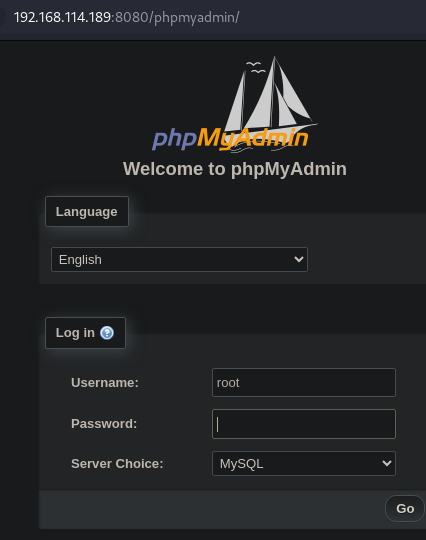 192.168.114.189:8080/phpmyadmin/
phpMyAdmin
Welcome to phpMyAdmin
Language
English
Log in
Username: root
Password:
Server Choice: MySQL
Go